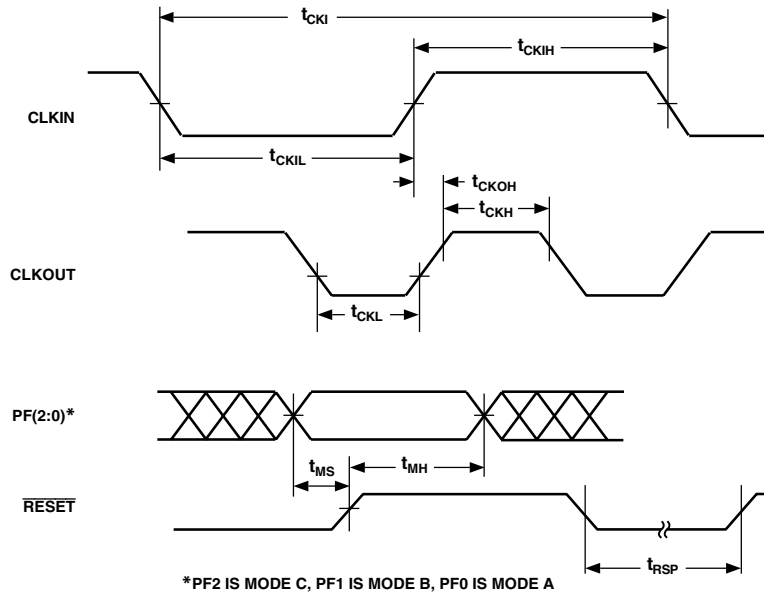 tCKI
tCKIH
CLKIN
tCKIL
tCKOH
tCKH
CLKOUT
tCKL
PF(2:0)*
tMS
tMH
RESET
tRSP
*PF2 IS MODE C, PF1 IS MODE B, PF0 IS MODE A